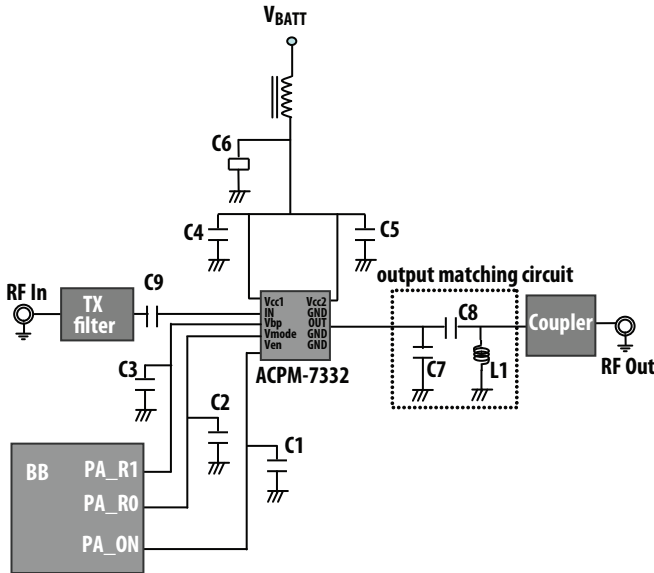 VBATT
C6
C4
C5
output matching circuit
RF In
TX
filter
C9
Vcc1
IN
Vbp
Vmode
Ven
Vcc2
GND
OUT
GND
GND
ACPM-7332
C8
C7
L1
Coupler
RF Out
C3
C2
C1
BB
PA_R1
PA_R0
PA_ON